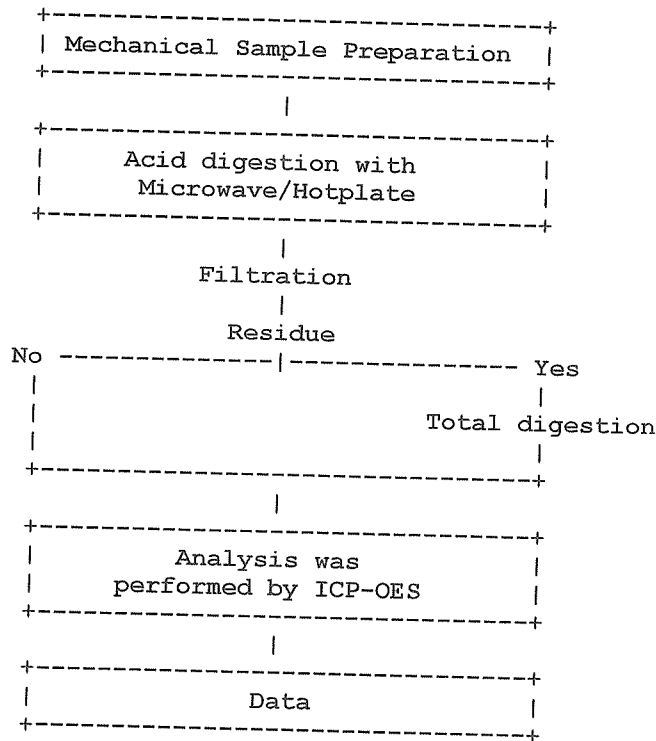 Mechanical Sample Preparation
Acid digestion with
Microwave/Hotplate
Filtration
Residue
No
Yes
Total digestion
Analysis was
performed by ICP-OES
Data